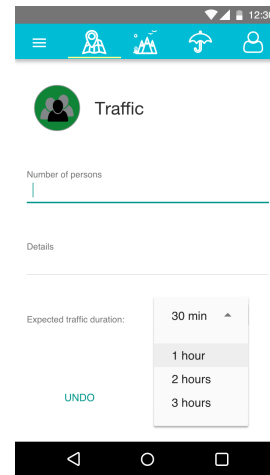 12:30
Traffic
Number of persons
Details
Expected traffic duration:
30 min
1 hour
2 hours
3 hours
UNDO